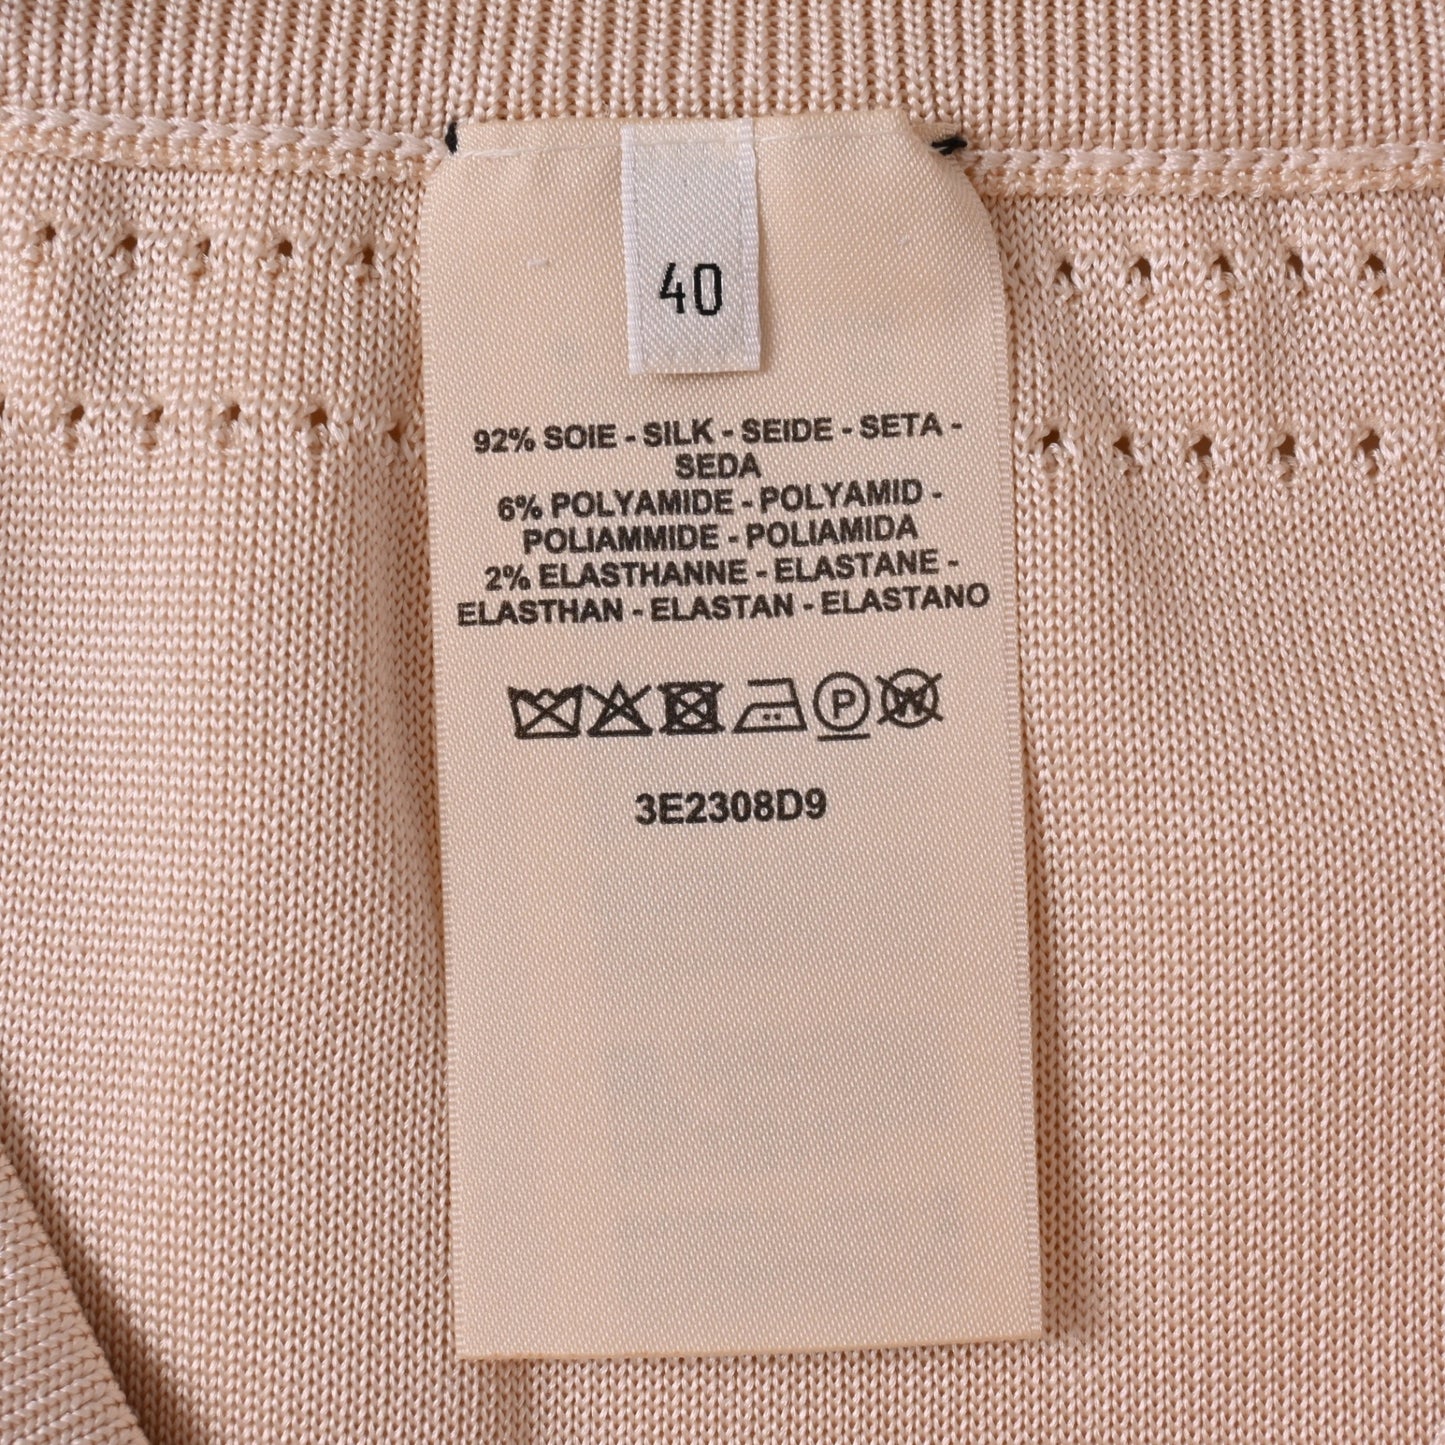 40
92% SOIE - SILK - SEIDE - SETA -
SEDA
6% POLYAMIDE - POLYAMID -
POLIAMMIDE - POLIAMIDA
2% ELASTHANNE - ELASTANE -
ELASTHAN - ELASTAN - ELASTANO
P W
3E2308D9